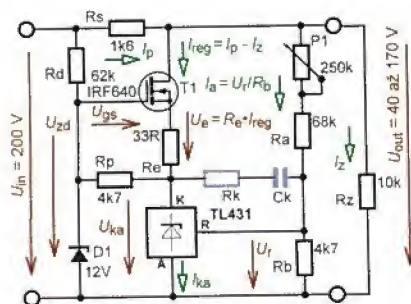 Rs
1k6
Ip
Ireg = Ip - Iz
P1
250k
Rd
62k
IRF640
T1
Ia = Ur/Rb
Ugs
33R
Ue = Re*Ireg
Ra
68k
Uin = 200 V
Uzd
Rp
4k7
Re
Rk
Ck
Iz
Rz
10k
Uout = 40 až 170 V
Uka
K
TL431
R
A
D1
12V
Ika
Ur
Rb
4k7